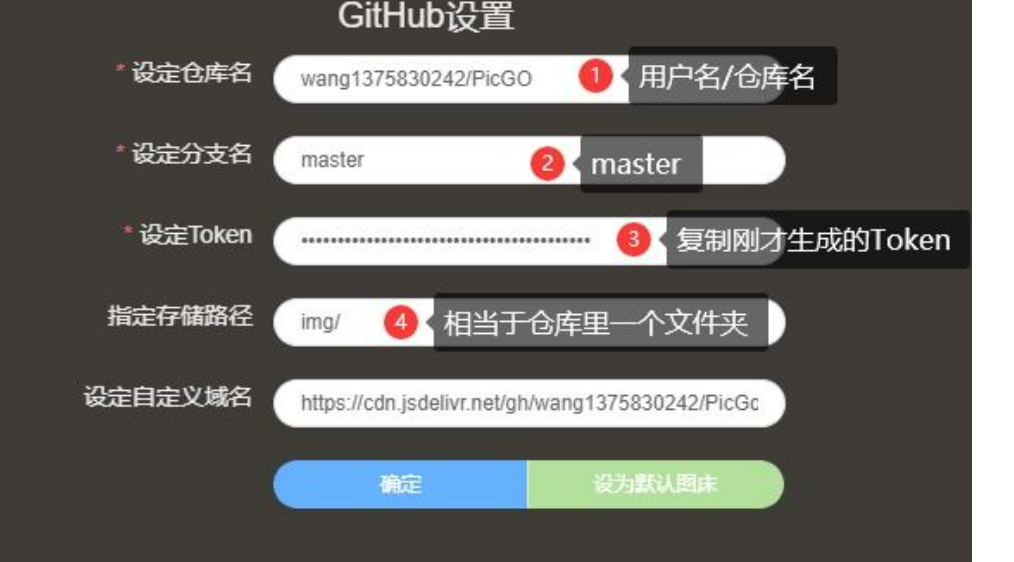 GitHub设置
* 设定仓库名 wang1375830242/PicGO 1 用户名/仓库名
* 设定分支名 master 2 master
* 设定Token •••••••••••••••••••••••••••••••••••••••• 3 复制刚才生成的Token
指定存储路径 img/ 4 相当于仓库里一个文件夹
设定自定义域名 https://cdn.jsdelivr.net/gh/wang1375830242/PicGo
确定 设为默认图床